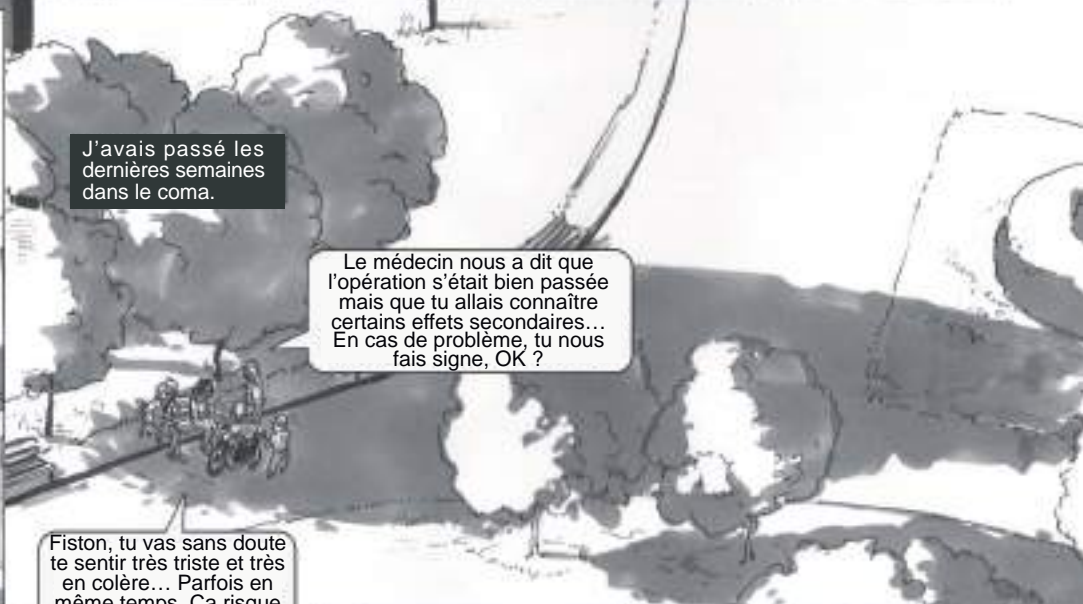 J'avais passé les
dernières semaines
dans le coma.
Le médecin nous a dit que
l'opération s'était bien passée
mais que tu allais connaître
certains effets secondaires…
En cas de problème, tu nous
fais signe, OK ?
Fiston, tu vas sans doute
te sentir très triste et très
en colère… Parfois en
même temps. Ça risque